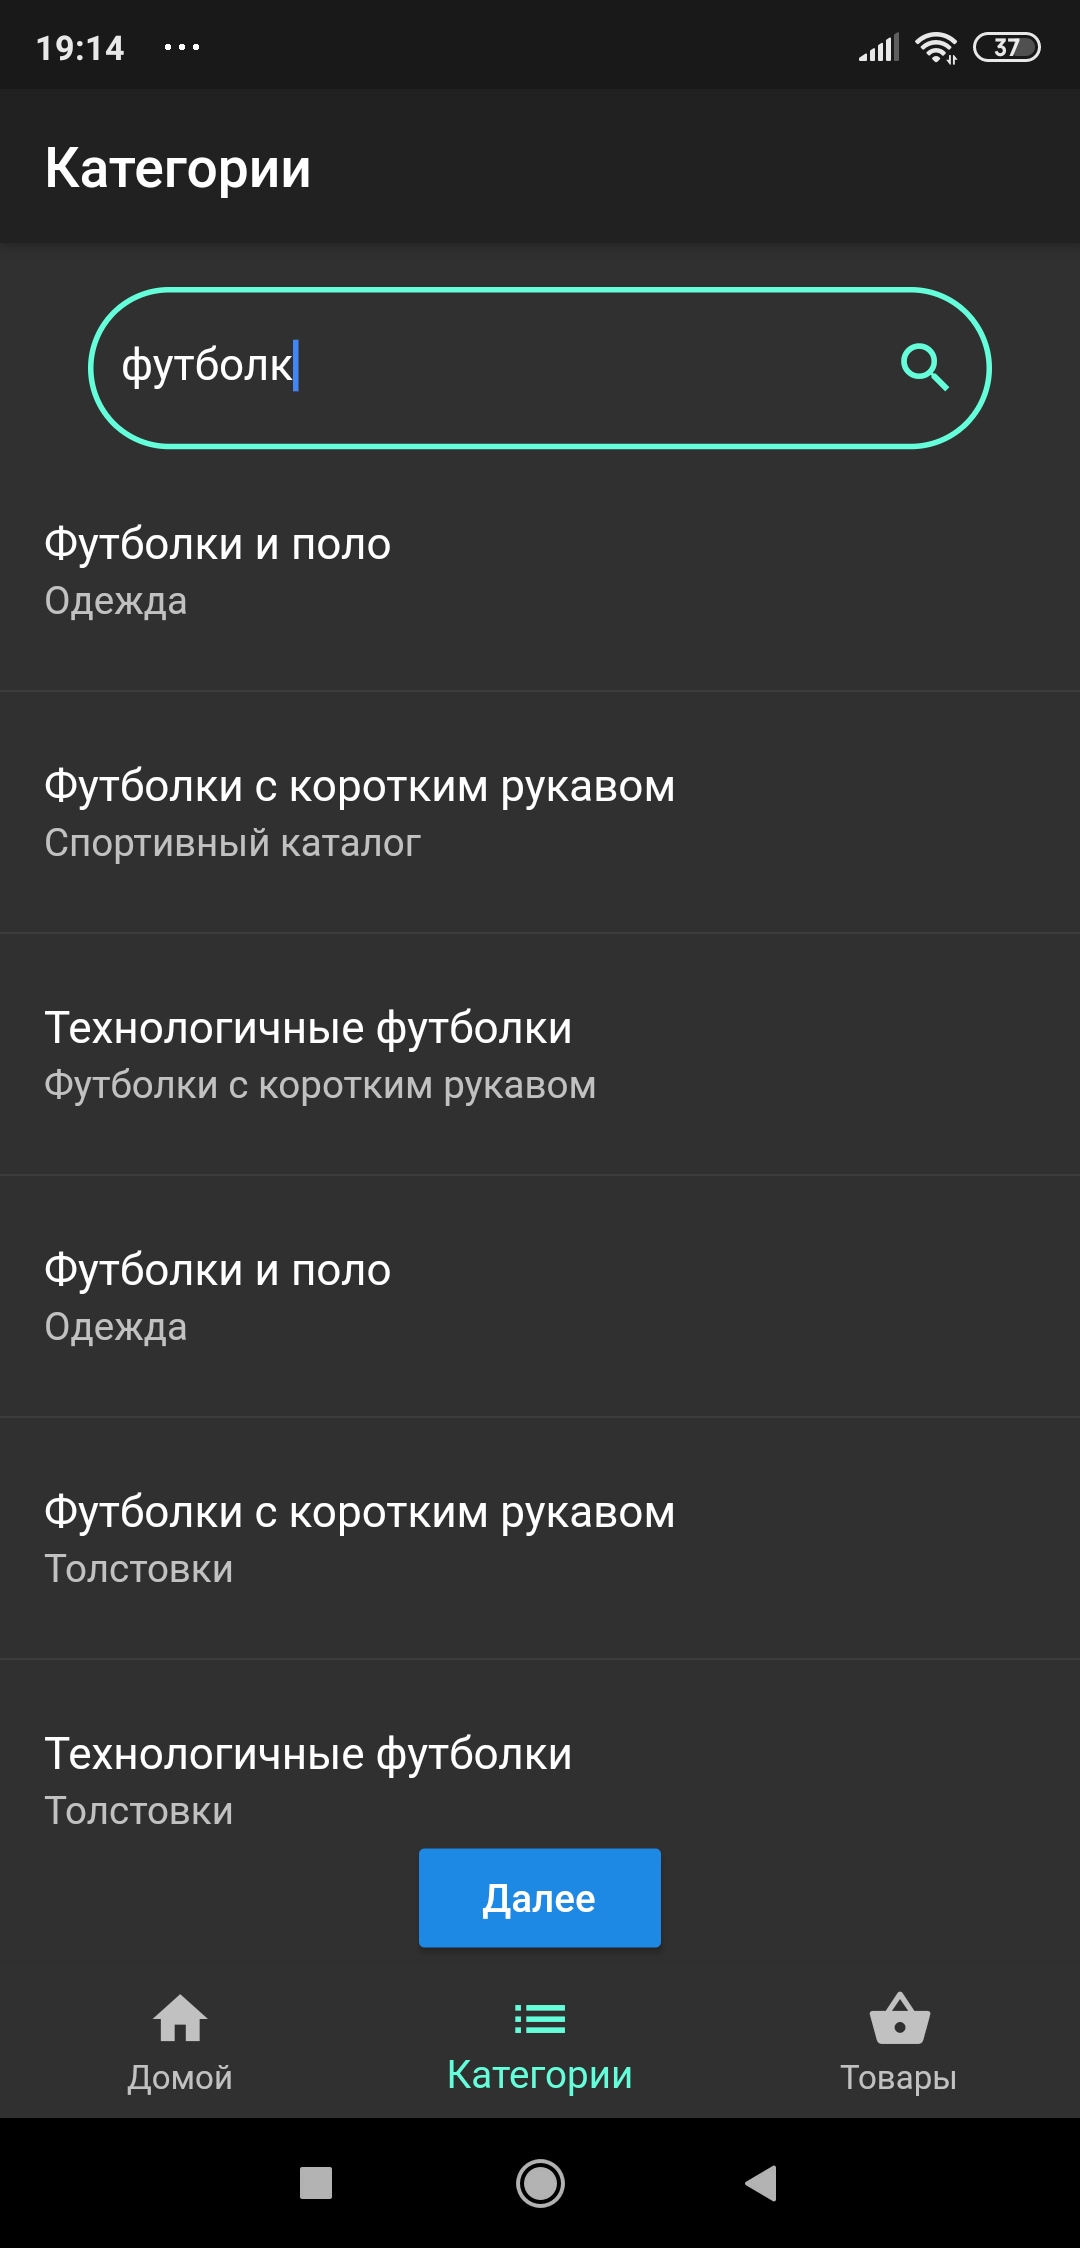 19:14 ...
37
Категории
футболк
Футболки и поло
Одежда
Футболки с коротким рукавом
Спортивный каталог
Технологичные футболки
Футболки с коротким рукавом
Футболки и поло
Одежда
Футболки с коротким рукавом
Толстовки
Технологичные футболки
Толстовки
Далее
Домой
Категории
Товары